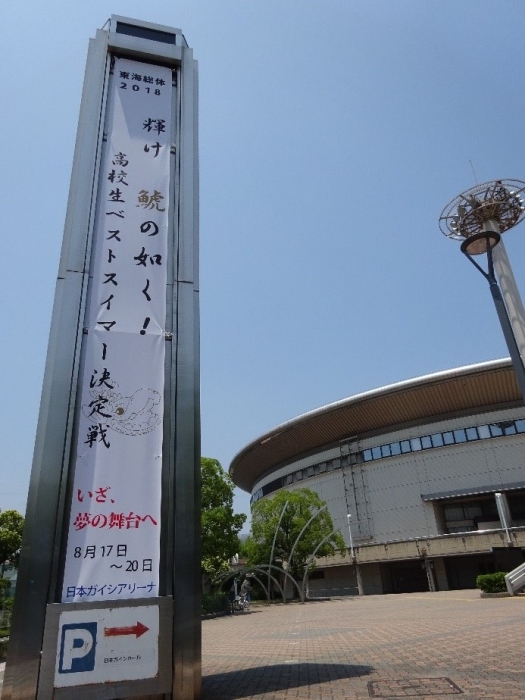 東海総体
2018
輝け鯱の如く!
高校生ベストスイマー決定戦
いざ、
夢の舞台へ
8月17日
～20日
日本ガイシアリーナ
P
日本ガイシホール